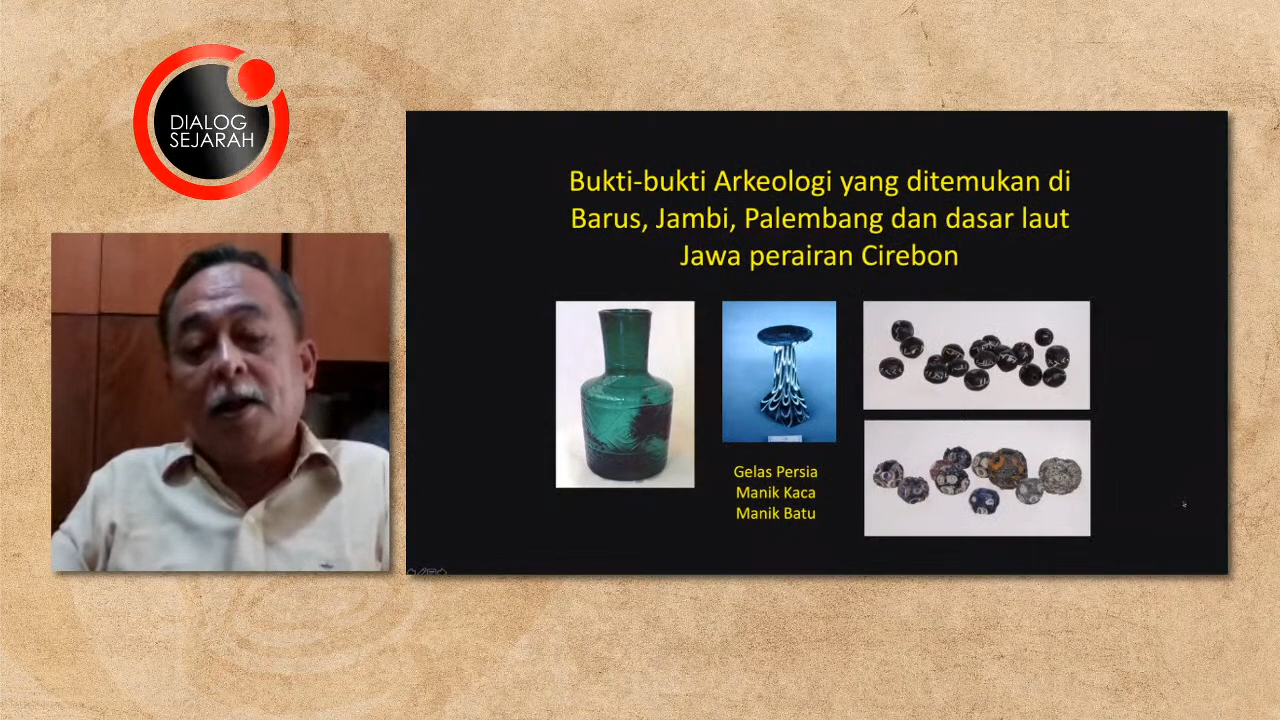 DIALOG
SEJARAH
Bukti-bukti Arkeologi yang ditemukan di
Barus, Jambi, Palembang dan dasar laut
Jawa perairan Cirebon
Gelas Persia
Manik Kaca
Manik Batu